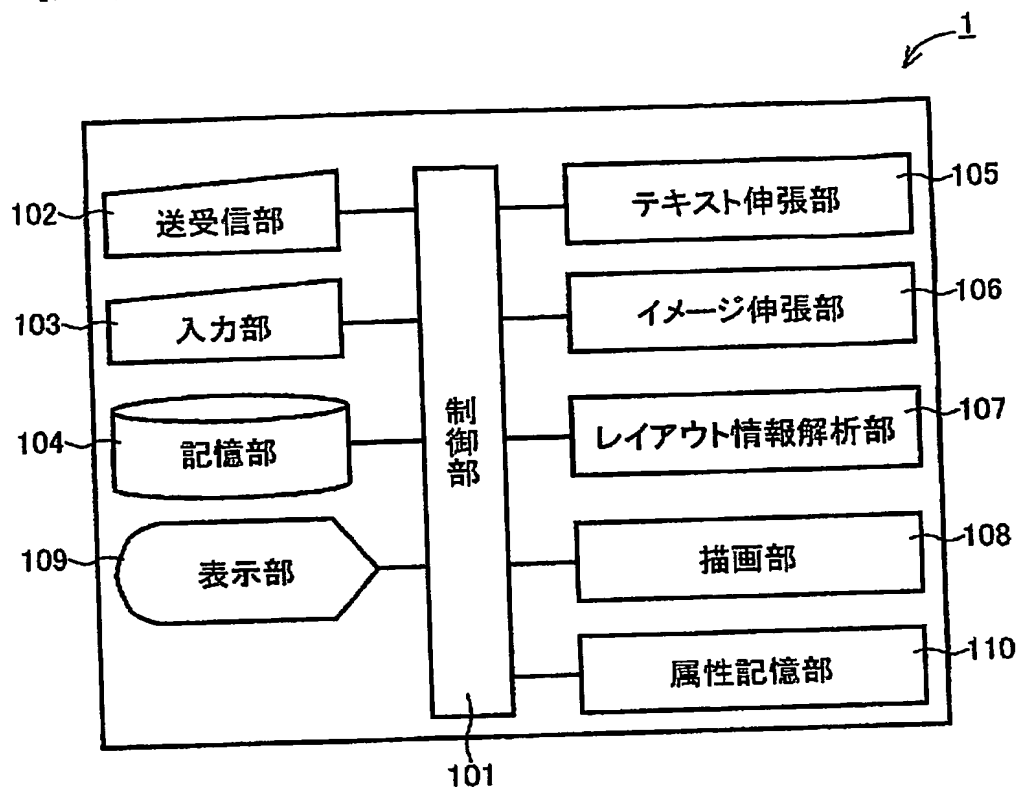 1
102
送受信部
103
入力部
104
記憶部
109
表示部
制御部
101
テキスト伸張部
105
イメージ伸張部
106
レイアウト情報解析部
107
描画部
108
属性記憶部
110